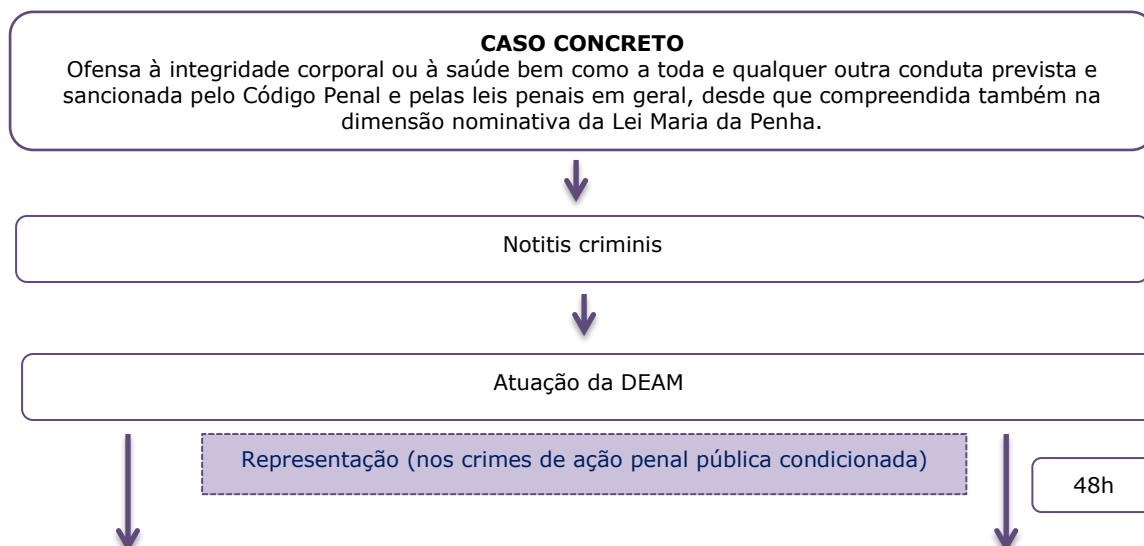 CASO CONCRETO
Ofensa à integridade corporal ou à saúde bem como a toda e qualquer outra conduta prevista e
sancionada pelo Código Penal e pelas leis penais em geral, desde que compreendida também na
dimensão nominativa da Lei Maria da Penha.
Notitis criminis
Atuação da DEAM
Representação (nos crimes de ação penal pública condicionada)
48h